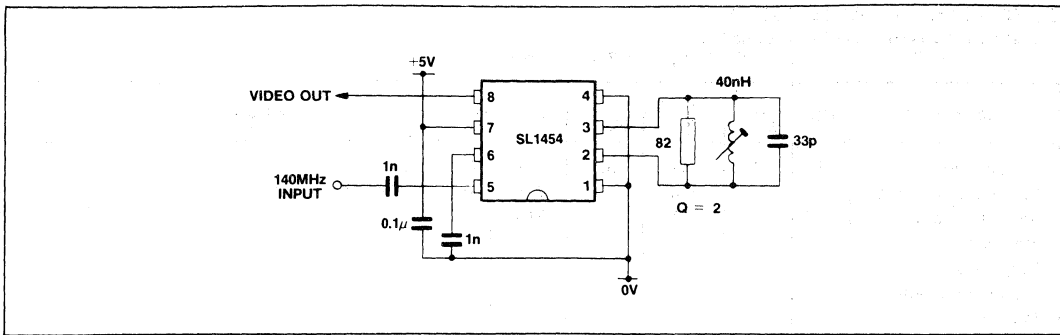 +5V
40nH
VIDEO OUT
8
4
7
3
SL1454
82
33p
6
2
1n
140MHz
INPUT
5
1
Q = 2
0.1μ
1n
0V